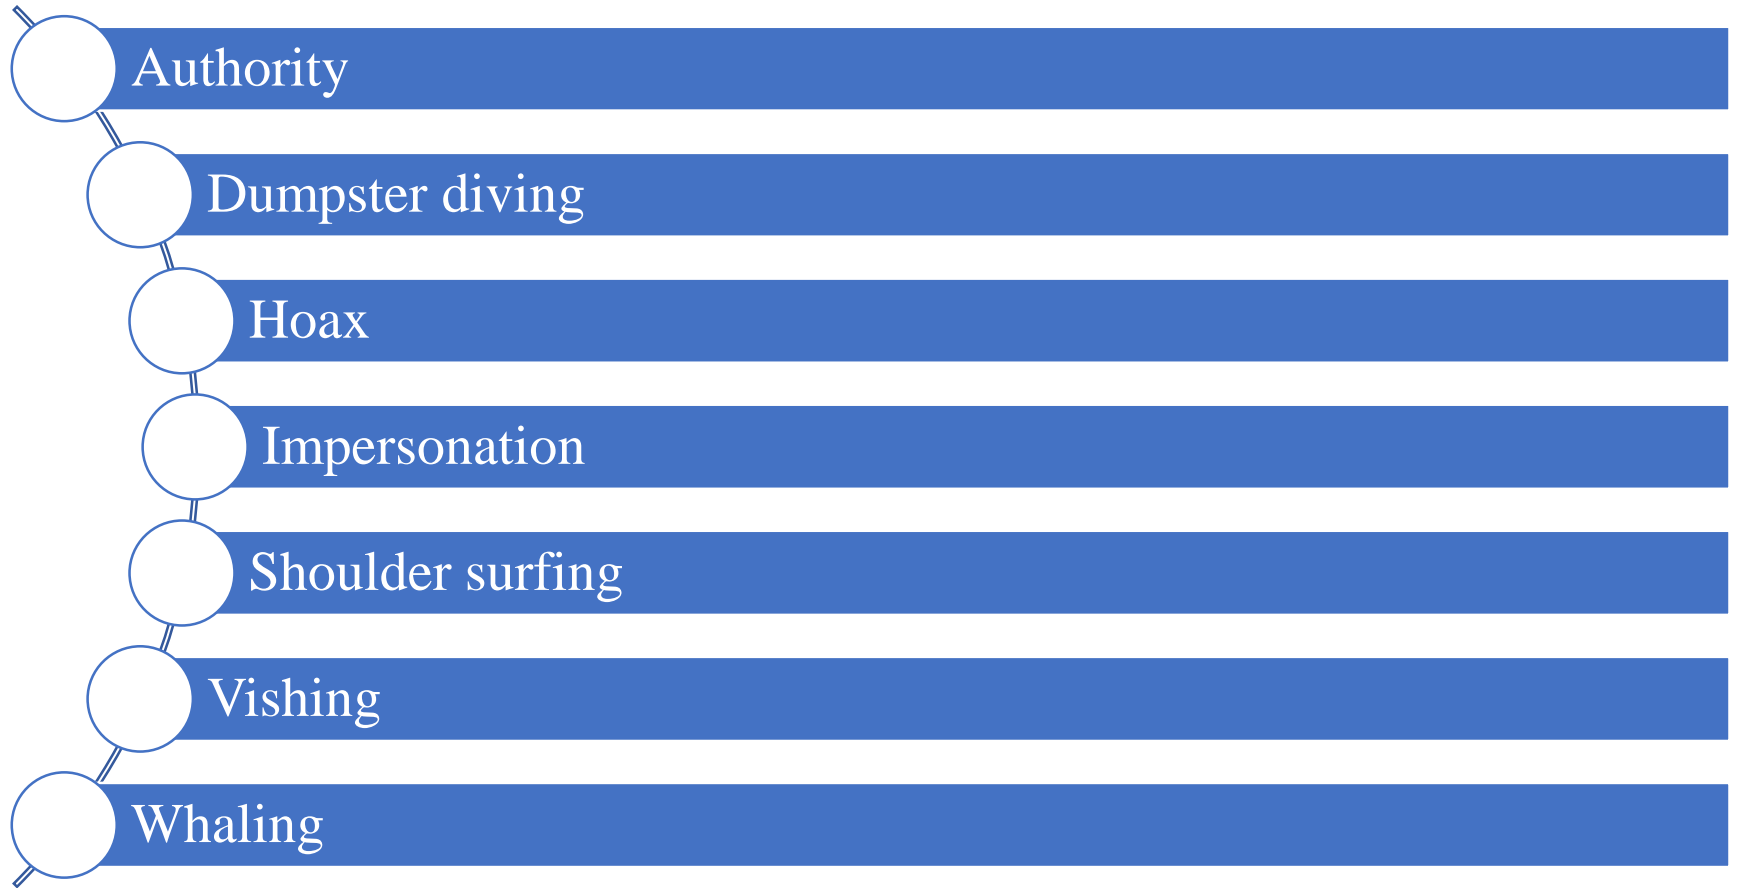 Authority
Dumpster diving
Hoax
Impersonation
Shoulder surfing
Vishing
Whaling